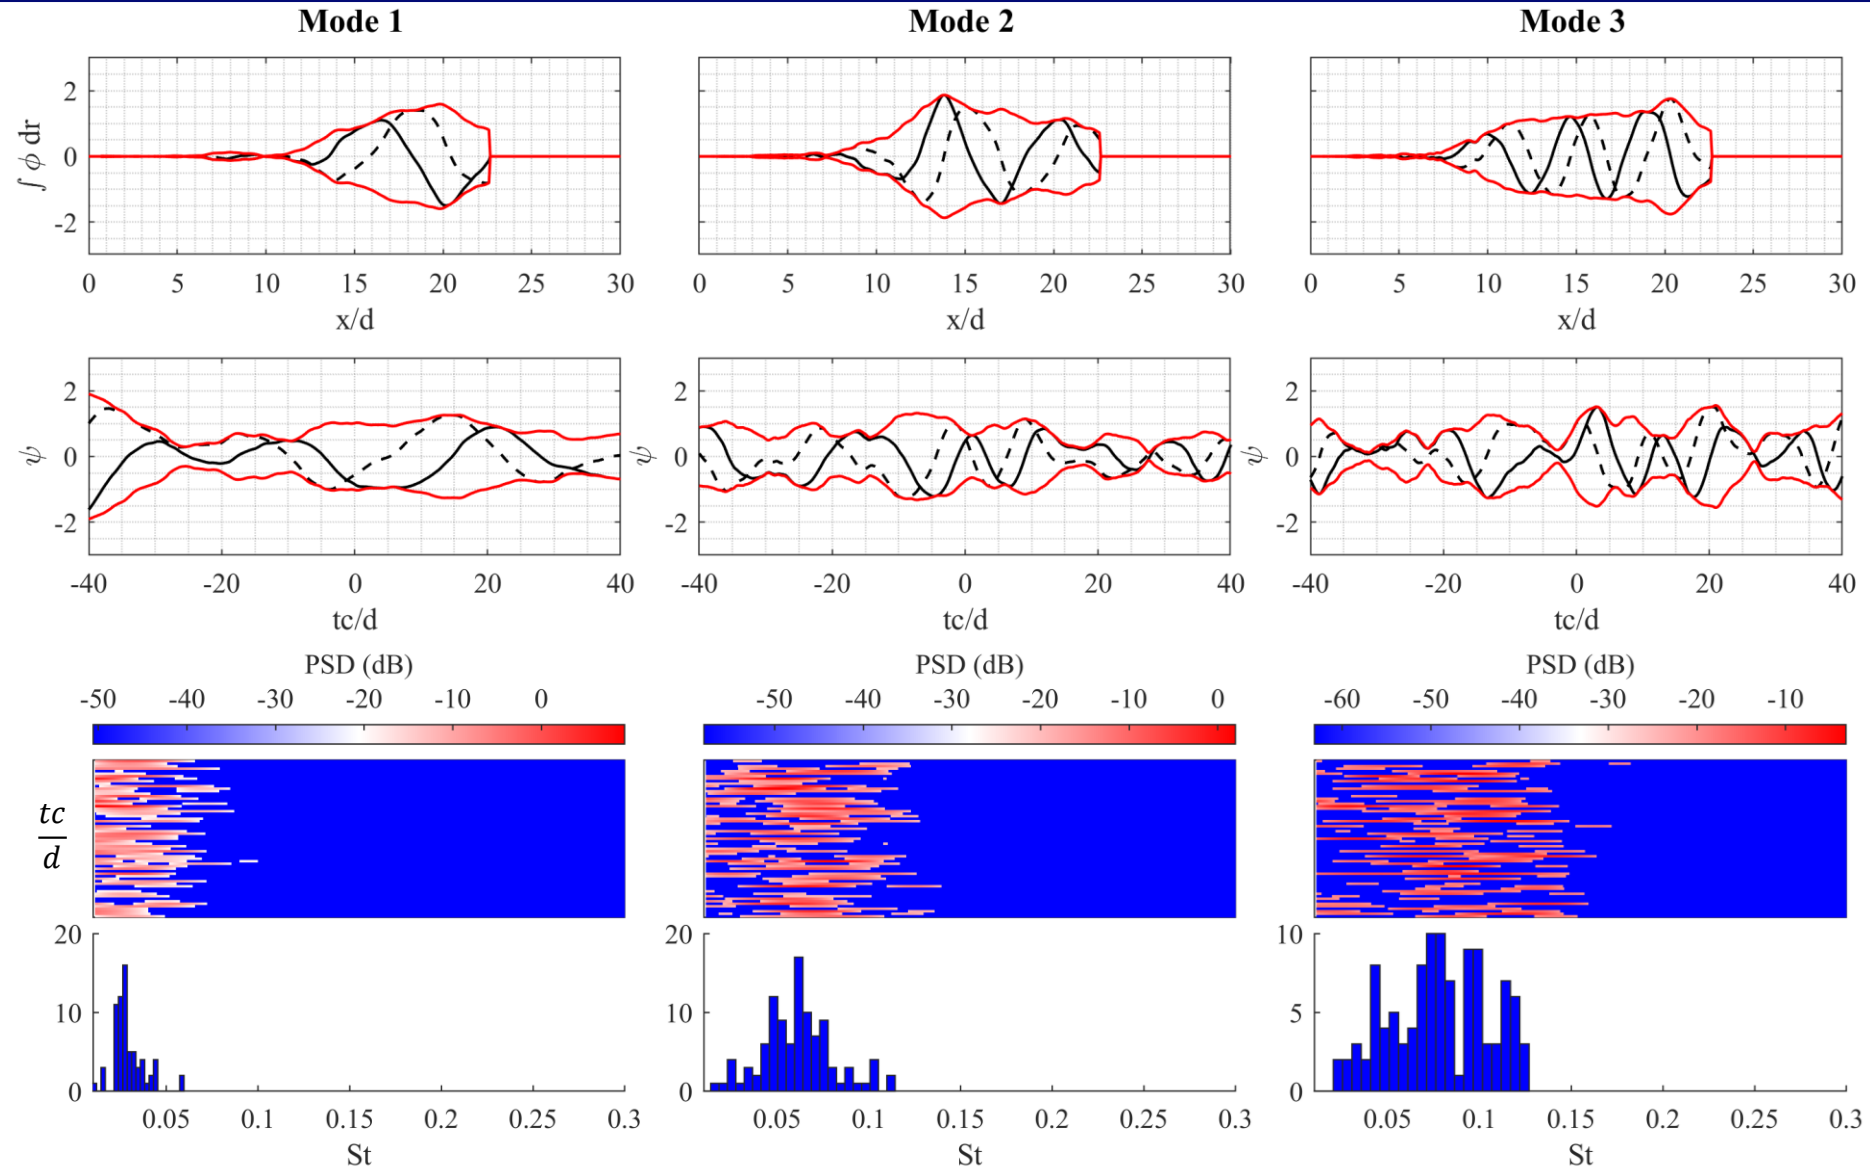 Mode 1 Mode 2 Mode 3
2
0
-2
∫ ϕ dr
0 5 10 15 20 25 30 0 5 10 15 20 25 30 0 5 10 15 20 25 30
x/d x/d x/d
2 2 2
0 0 0
-2 -2 -2
ψ ψ ψ
-40 -20 0 20 40 -40 -20 0 20 40 -40 -20 0 20 40
tc/d tc/d tc/d
PSD (dB) PSD (dB) PSD (dB)
-50 -40 -30 -20 -10 0 -50 -40 -30 -20 -10 0 -60 -50 -40 -30 -20 -10
tc
d
20 20 10
10 10 5
0 0 0
0.05 0.1 0.15 0.2 0.25 0.3 0.05 0.1 0.15 0.2 0.25 0.3 0.05 0.1 0.15 0.2 0.25 0.3
St St St